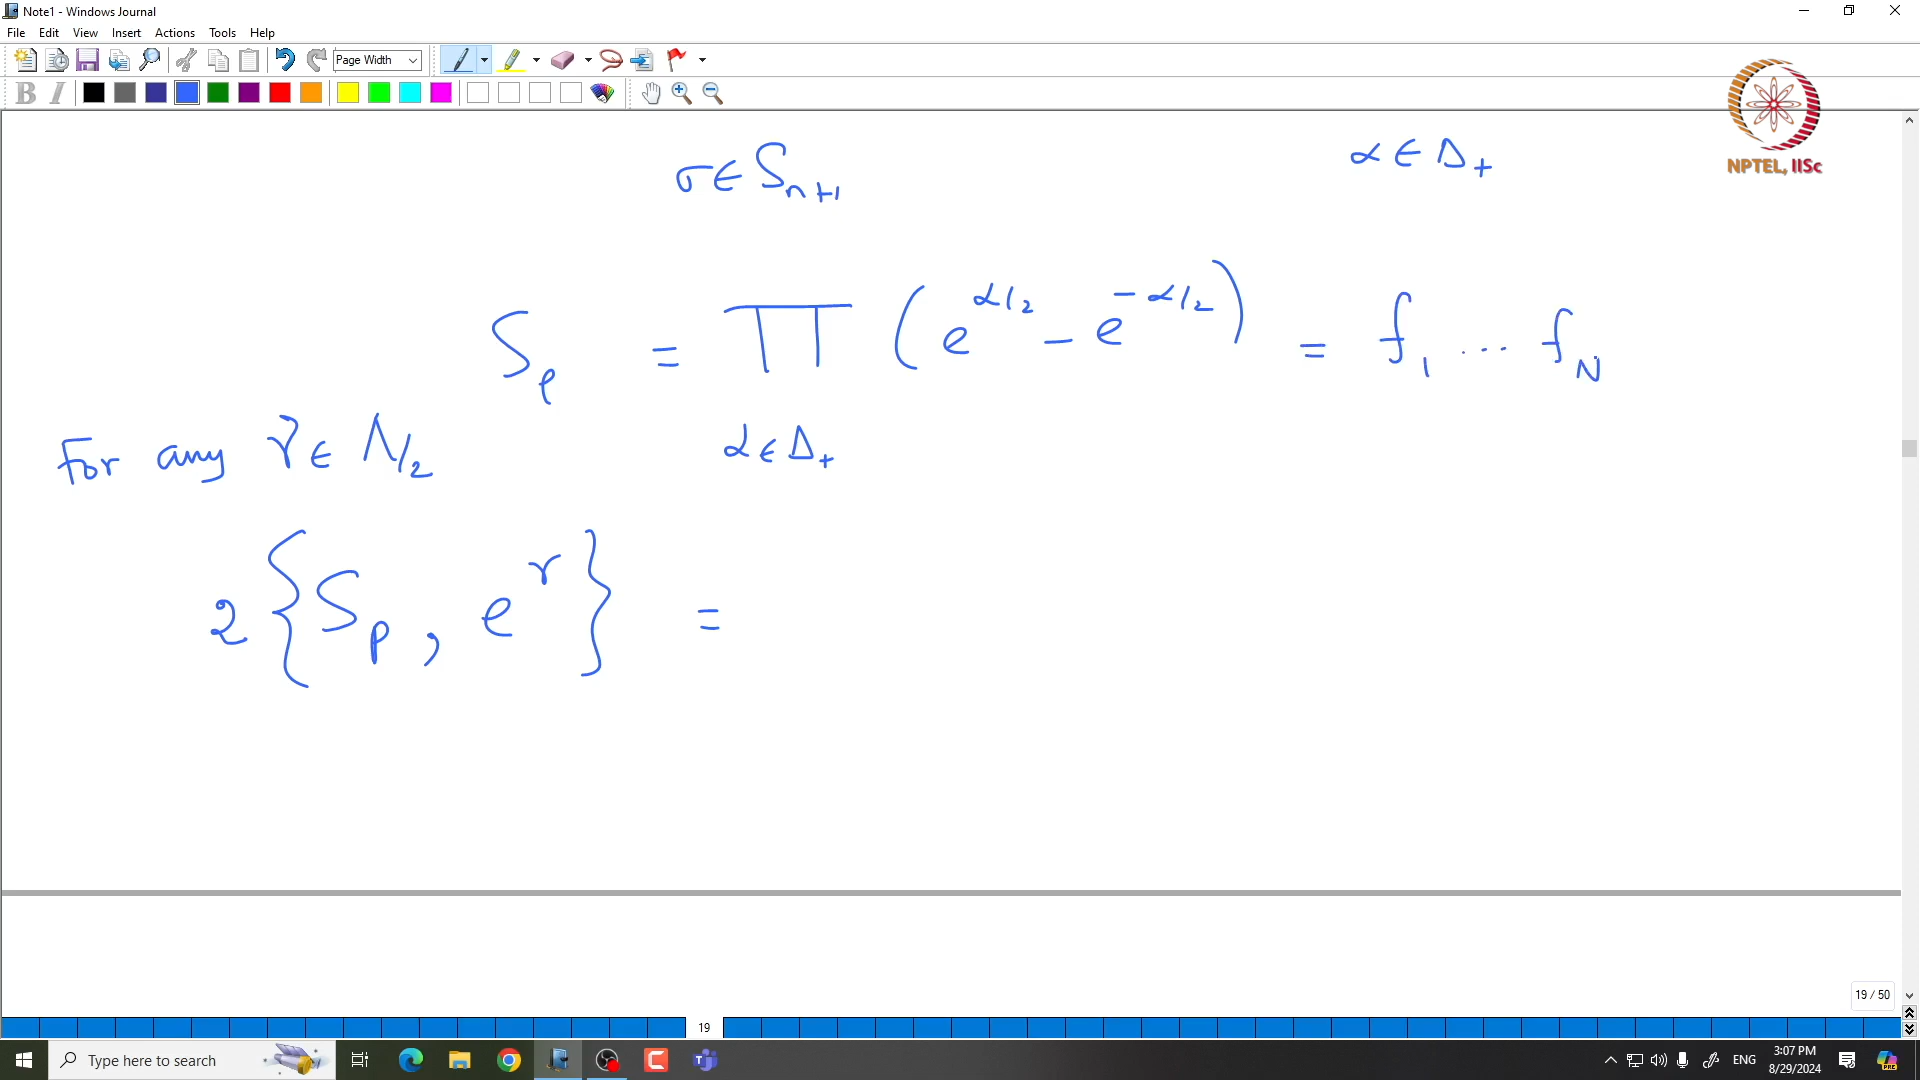 Note1 - Windows Journal
File Edit View Insert Actions Tools Help
Page Width
B I
NPTEL, IISc
σ ∈ S_{n+1}
α ∈ Δ_+
S_ρ = ∏ (e^{α/2} - e^{-α/2}) = f_1 ... f_N
α ∈ Δ_+
For any γ ∈ Λ/2
2 { S_ρ , e^γ } =
19 / 50
19
Type here to search
ENG
3:07 PM
8/29/2024